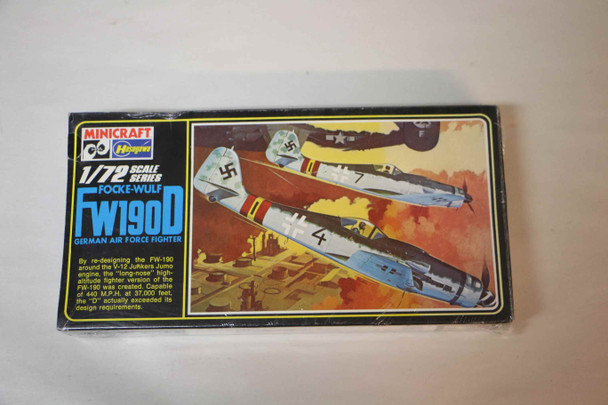 MINICRAFT
Hasegawa
1/72 SCALE SERIES
FOCKE-WULF
FW190D
GERMAN AIR FORCE FIGHTER
By re-designing the FW-190
around the V-12 Junkers Jumo
engine, the "long-nose" high-
altitude fighter version of the
FW-190 was created. Capable
of 440 M.P.H. at 37,000 feet,
the "D" actually exceeded its
design requirements.
7
4
F